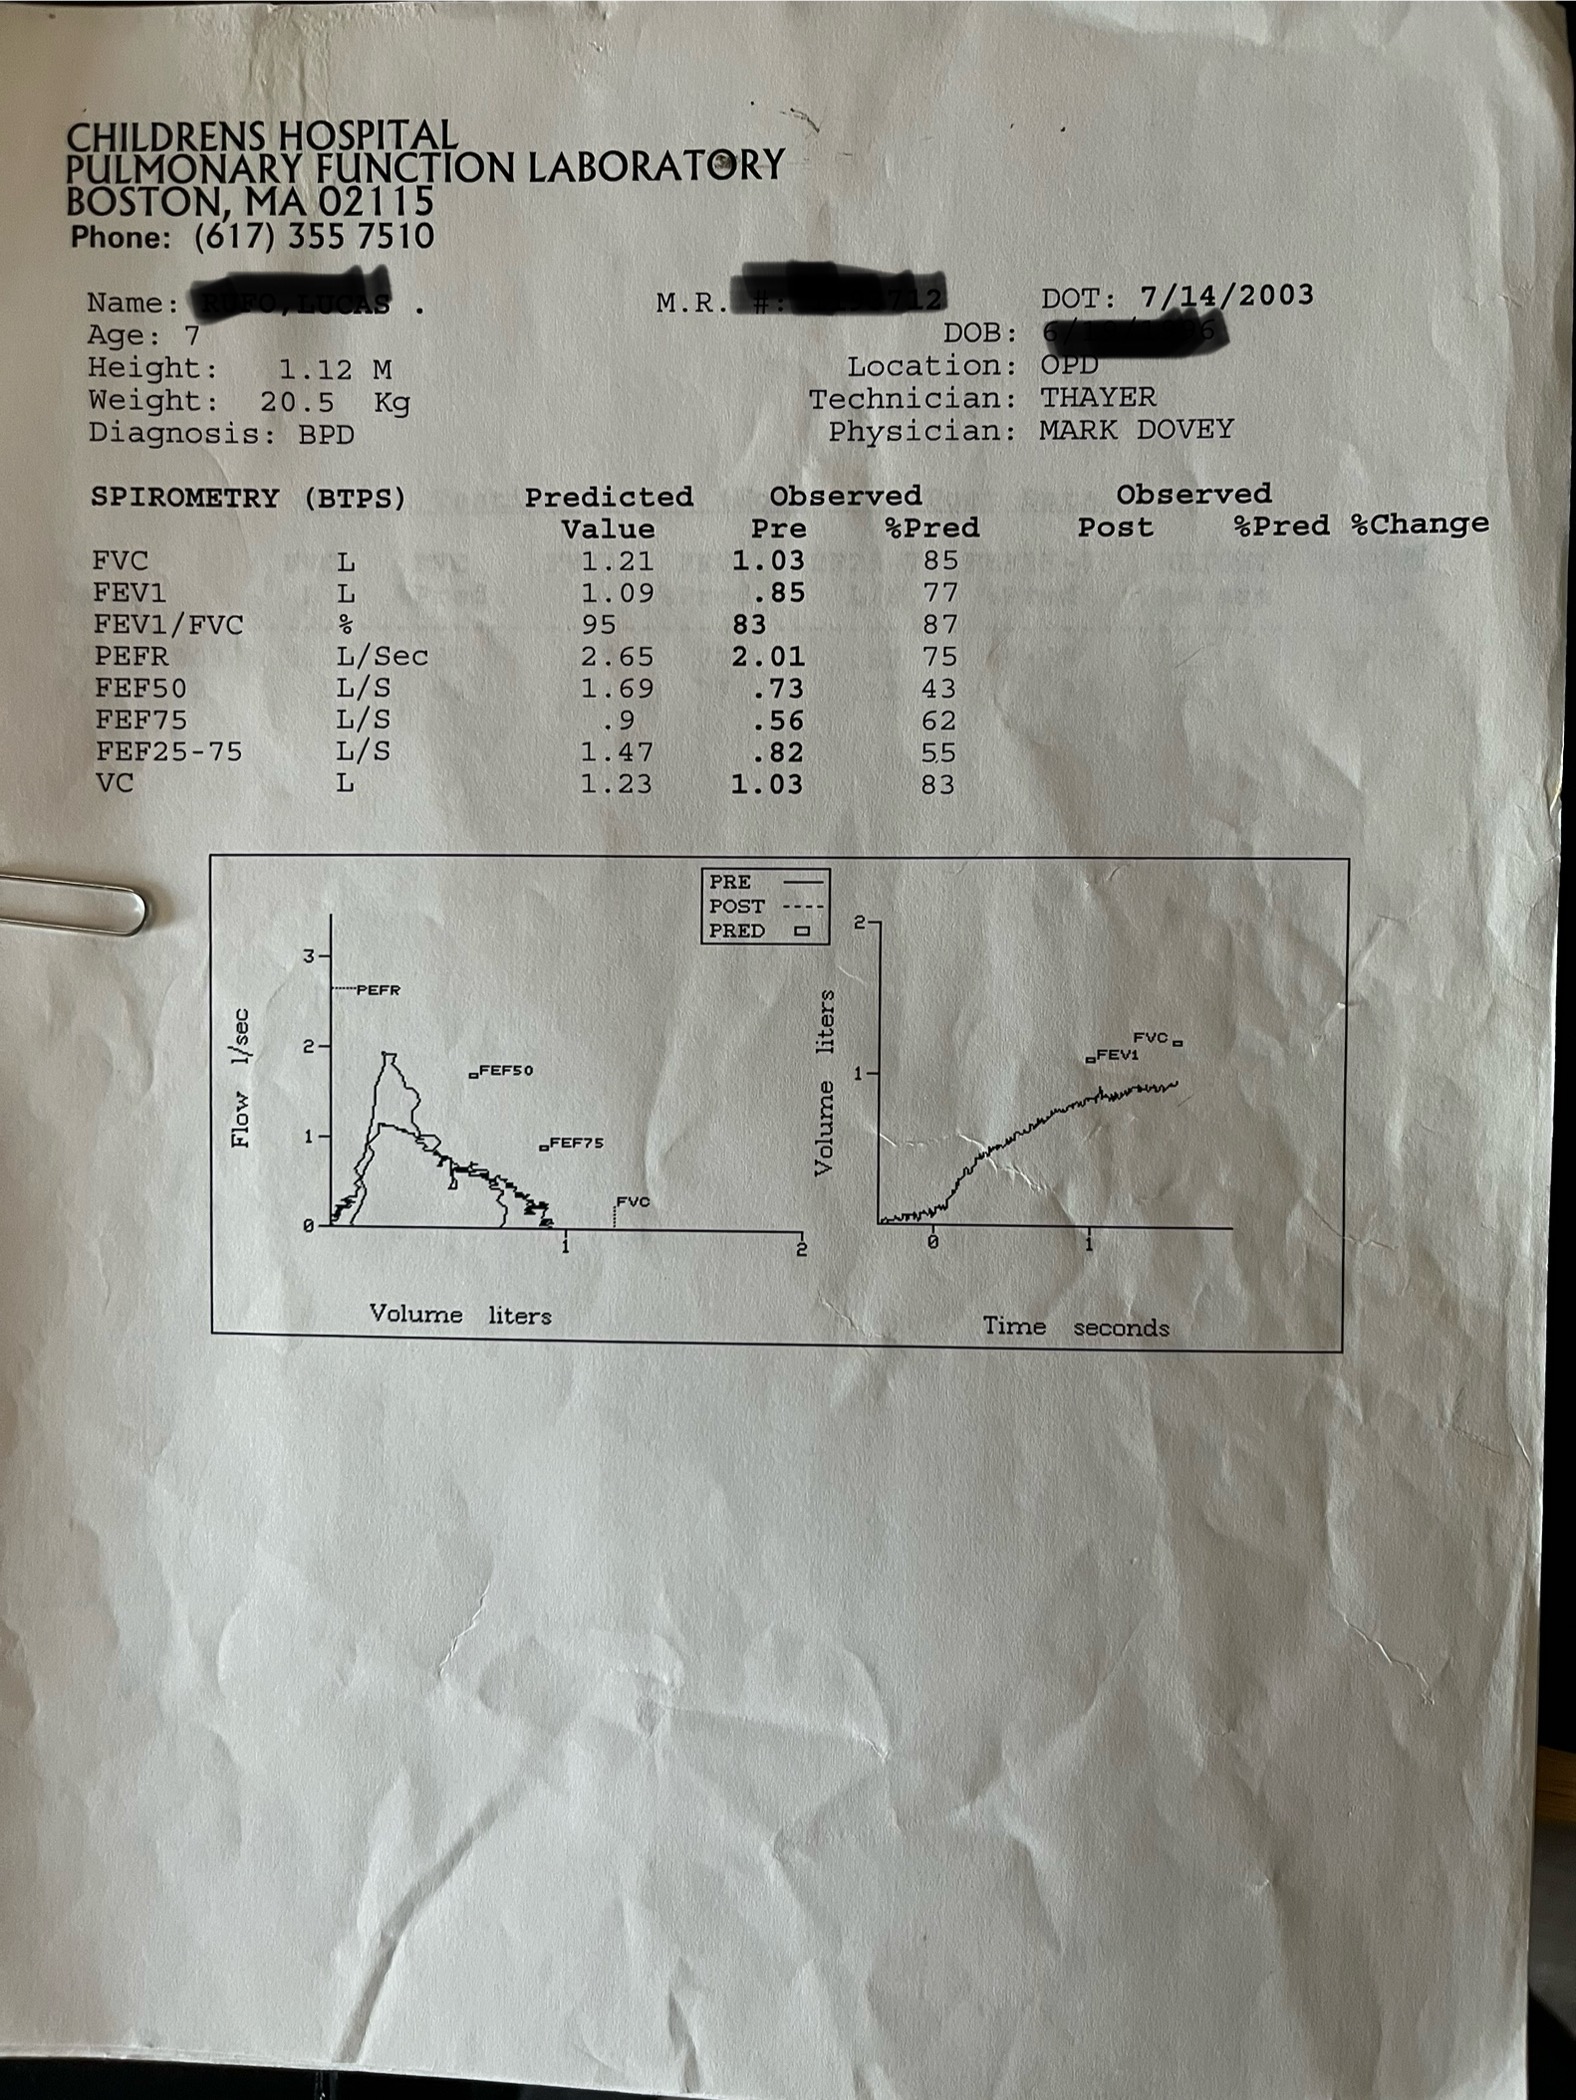 CHILDRENS HOSPITAL
PULMONARY FUNCTION LABORATORY
BOSTON, MA 02115
Phone: (617) 355 7510
Name: .
M.R.
DOT: 7/14/2003
Age: 7
DOB:
Height: 1.12 M
Location: OPD
Weight: 20.5 Kg
Technician: THAYER
Diagnosis: BPD
Physician: MARK DOVEY
SPIROMETRY (BTPS) Predicted Observed Observed
Value Pre %Pred Post %Pred %Change
FVC L 1.21 1.03 85
FEV1 L 1.09 .85 77
FEV1/FVC % 95 83 87
PEFR L/Sec 2.65 2.01 75
FEF50 L/S 1.69 .73 43
FEF75 L/S .9 .56 62
FEF25-75 L/S 1.47 .82 55
VC L 1.23 1.03 83
PRE
POST
PRED
Flow l/sec
3
2
1
0
PEFR
FEF50
FEF75
FVC
1
2
Volume liters
Volume liters
2
1
FVC
FEV1
0
1
Time seconds